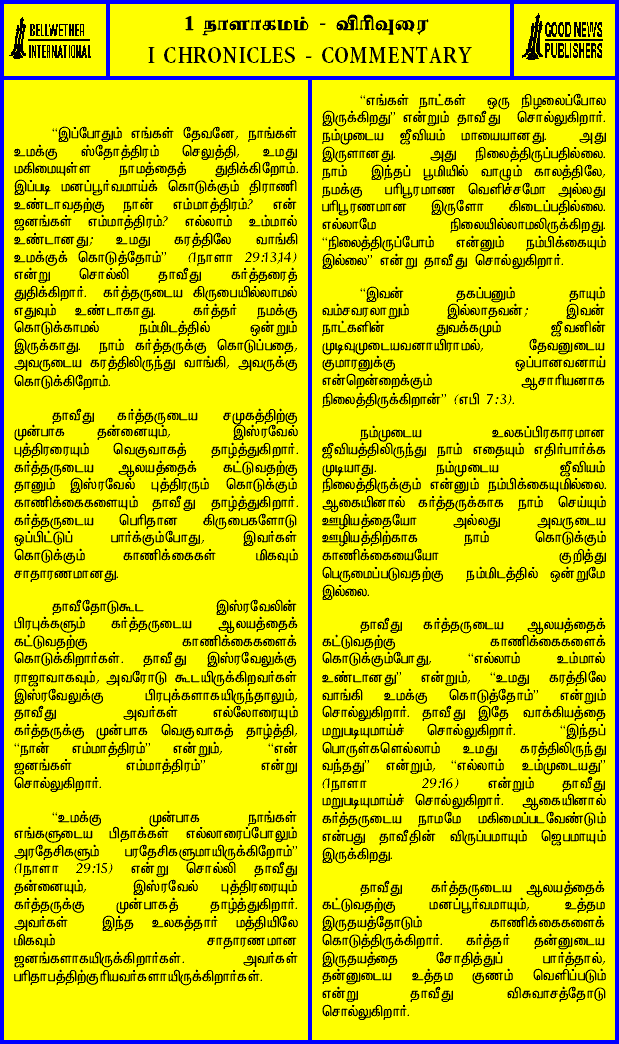 BELLWETHER
INTERNATIONAL
1 நாளாகமம் - விரிவுரை
I CHRONICLES - COMMENTARY
GOOD NEWS
PUBLISHERS
“இப்போதும் எங்கள் தேவனே, நாங்கள்
உமக்கு ஸ்தோத்திரம் செலுத்தி, உமது
மகிமையுள்ள நாமத்தைத் துதிக்கிறோம்.
இப்படி மனப்பூர்வமாய்க் கொடுக்கும் திராணி
உண்டாவதற்கு நான் எம்மாத்திரம்? என்
ஜனங்கள் எம்மாத்திரம்? எல்லாம் உம்மால்
உண்டானது; உமது கரத்திலே வாங்கி
உமக்குக் கொடுத்தோம்” (1நாளா 29:13,14)
என்று சொல்லி தாவீது கர்த்தரைத்
துதிக்கிறார். கர்த்தருடைய கிருபையில்லாமல்
எதுவும் உண்டாகாது. கர்த்தர் நமக்கு
கொடுக்காமல் நம்மிடத்தில் ஒன்றும்
இருக்காது. நாம் கர்த்தருக்கு கொடுப்பதை,
அவருடைய கரத்திலிருந்து வாங்கி, அவருக்கு
கொடுக்கிறோம்.
தாவீது கர்த்தருடைய சமுகத்திற்கு
முன்பாக தன்னையும், இஸ்ரவேல்
புத்திரரையும் வெகுவாகத் தாழ்த்துகிறார்.
கர்த்தருடைய ஆலயத்தைக் கட்டுவதற்கு
தானும் இஸ்ரவேல் புத்திரரும் கொடுக்கும்
காணிக்கைகளையும் தாவீது தாழ்த்துகிறார்.
கர்த்தருடைய பெரிதான கிருபைகளோடு
ஒப்பிட்டுப் பார்க்கும்போது, இவர்கள்
கொடுக்கும் காணிக்கைகள் மிகவும்
சாதாரணமானது.
தாவீதோடுகூட இஸ்ரவேலின்
பிரபுக்களும் கர்த்தருடைய ஆலயத்தைக்
கட்டுவதற்கு காணிக்கைகளைக்
கொடுக்கிறார்கள். தாவீது இஸ்ரவேலுக்கு
ராஜாவாகவும், அவரோடு கூடயிருக்கிறவர்கள்
இஸ்ரவேலுக்கு பிரபுக்களாகயிருந்தாலும்,
தாவீது அவர்கள் எல்லோரையும்
கர்த்தருக்கு முன்பாக வெகுவாகத் தாழ்த்தி,
“நான் எம்மாத்திரம்” என்றும், “என்
ஜனங்கள் எம்மாத்திரம்” என்று
சொல்லுகிறார்.
“உமக்கு முன்பாக நாங்கள்
எங்களுடைய பிதாக்கள் எல்லாரைப்போலும்
அரதேசிகளும் பரதேசிகளுமாயிருக்கிறோம்”
(1நாளா 29:15) என்று சொல்லி தாவீது
தன்னையும், இஸ்ரவேல் புத்திரரையும்
கர்த்தருக்கு முன்பாகத் தாழ்த்துகிறார்.
அவர்கள் இந்த உலகத்தார் மத்தியிலே
மிகவும் சாதாரணமான
ஜனங்களாகயிருக்கிறார்கள். அவர்கள்
பரிதாபத்திற்குரியவர்களாயிருக்கிறார்கள்.
“எங்கள் நாட்கள் ஒரு நிழலைப்போல
இருக்கிறது” என்றும் தாவீது சொல்லுகிறார்.
நம்முடைய ஜீவியம் மாயையானது. அது
இருளானது. அது நிலைத்திருப்பதில்லை.
நாம் இந்தப் பூமியில் வாழும் காலத்திலே,
நமக்கு பரிபூரமாண வெளிச்சமோ அல்லது
பரிபூரணமான இருளோ கிடைப்பதில்லை.
எல்லாமே நிலையில்லாமலிருக்கிறது.
“நிலைத்திருப்போம் என்னும் நம்பிக்கையும்
இல்லை” என்று தாவீது சொல்லுகிறார்.
“இவன் தகப்பனும் தாயும்
வம்சவரலாறும் இல்லாதவன்; இவன்
நாட்களின் துவக்கமும் ஜீவனின்
முடிவுமுடையவனாயிராமல், தேவனுடைய
குமாரனுக்கு ஒப்பானவனாய்
என்றென்றைக்கும் ஆசாரியனாக
நிலைத்திருக்கிறான்” (எபி 7:3).
நம்முடைய உலகப்பிரகாரமான
ஜீவியத்திலிருந்து நாம் எதையும் எதிர்பார்க்க
முடியாது. நம்முடைய ஜீவியம்
நிலைத்திருக்கும் என்னும் நம்பிக்கையுமில்லை.
ஆகையினால் கர்த்தருக்காக நாம் செய்யும்
ஊழியத்தையோ அல்லது அவருடைய
ஊழியத்திற்காக நாம் கொடுக்கும்
காணிக்கையையோ குறித்து
பெருமைப்படுவதற்கு நம்மிடத்தில் ஒன்றுமே
இல்லை.
தாவீது கர்த்தருடைய ஆலயத்தைக்
கட்டுவதற்கு காணிக்கைகளைக்
கொடுக்கும்போது, “எல்லாம் உம்மால்
உண்டானது” என்றும், “உமது கரத்திலே
வாங்கி உமக்கு கொடுத்தோம்” என்றும்
சொல்லுகிறார். தாவீது இதே வாக்கியத்தை
மறுபடியுமாய்ச் சொல்லுகிறார். “இந்தப்
பொருள்களெல்லாம் உமது கரத்திலிருந்து
வந்தது” என்றும், “எல்லாம் உம்முடையது”
(1நாளா 29:16) என்றும் தாவீது
மறுபடியுமாய்ச் சொல்லுகிறார். ஆகையினால்
கர்த்தருடைய நாமமே மகிமைப்படவேண்டும்
என்பது தாவீதின் விருப்பமாயும் ஜெபமாயும்
இருக்கிறது.
தாவீது கர்த்தருடைய ஆலயத்தைக்
கட்டுவதற்கு மனப்பூர்வமாயும், உத்தம
இருதயத்தோடும் காணிக்கைகளைக்
கொடுத்திருக்கிறார். கர்த்தர் தன்னுடைய
இருதயத்தை சோதித்துப் பார்த்தால்,
தன்னுடைய உத்தம குணம் வெளிப்படும்
என்று தாவீது விசுவாசத்தோடு
சொல்லுகிறார்.